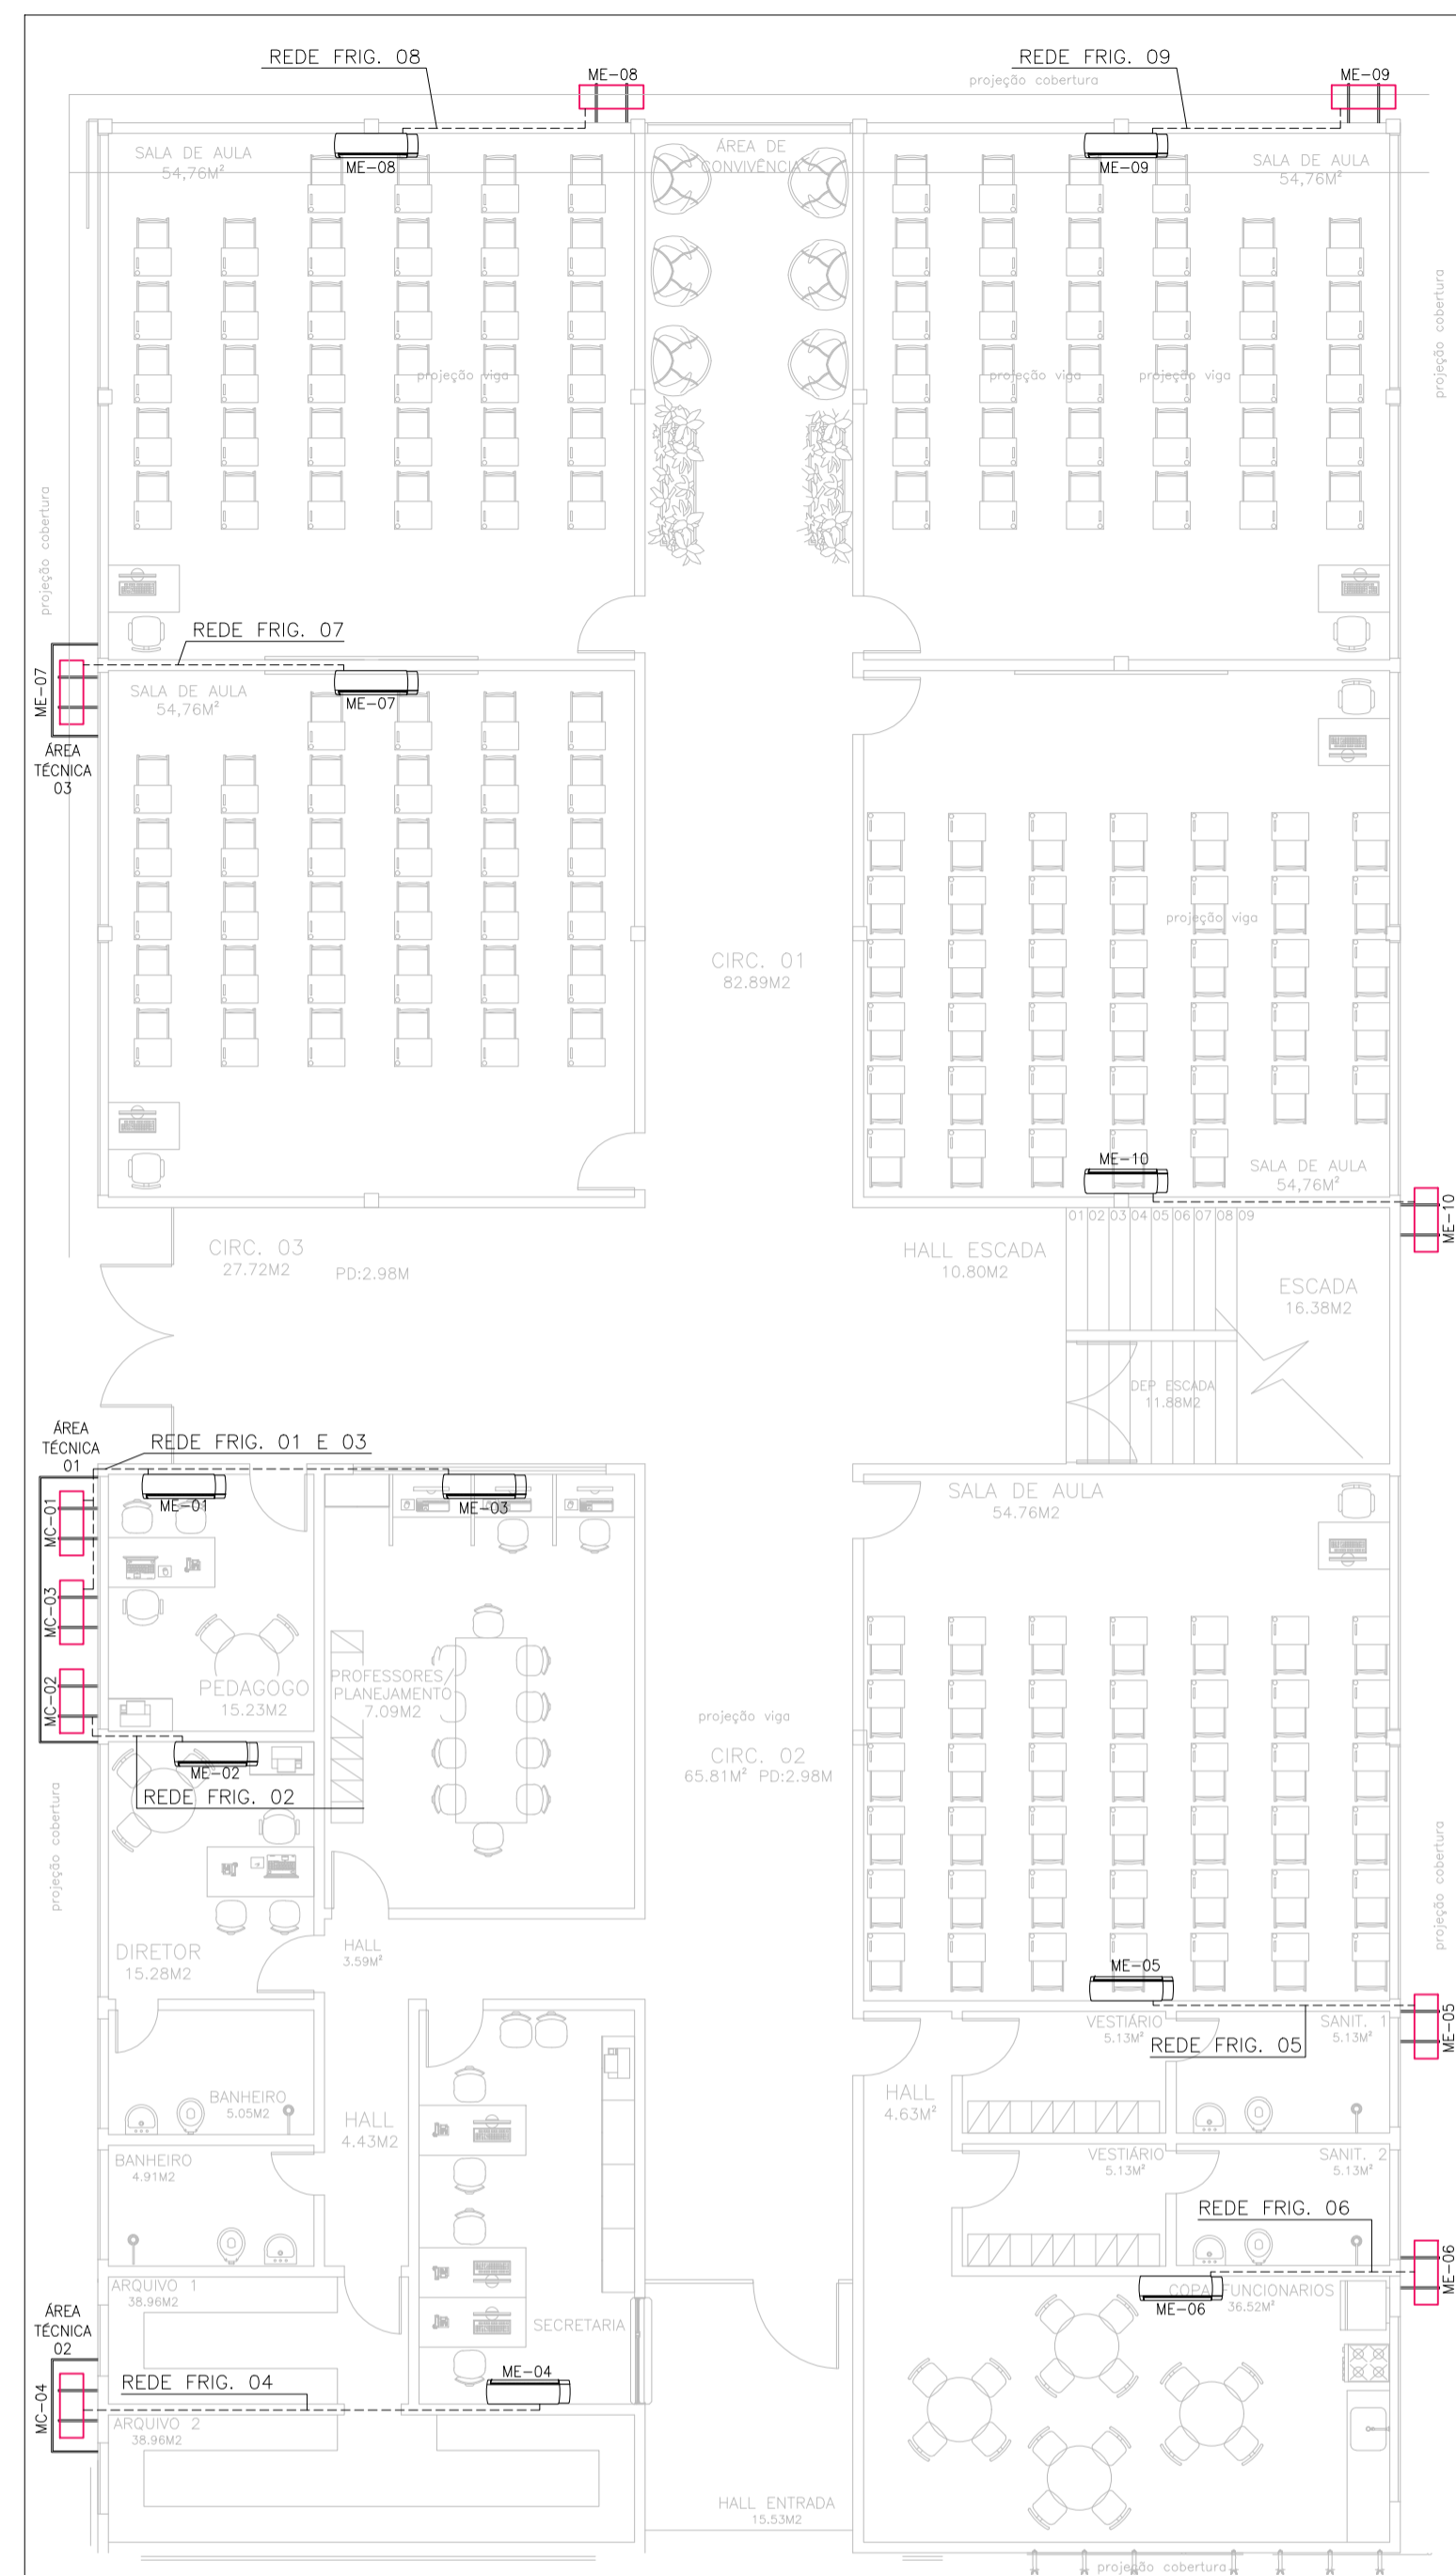 REDE FRIG. 08
ME-08
REDE FRIG. 09
projeção cobertura
ME-09
SALA DE AULA
54,76M²
ME-08
ÁREA DE
CONVIVÊNCIA
ME-09
SALA DE AULA
54,76M²
projeção cobertura
projeção viga
projeção viga
projeção viga
projeção cobertura
REDE FRIG. 07
ME-07
SALA DE AULA
54,76M²
ME-07
ÁREA
TÉCNICA
03
projeção viga
CIRC. 01
82.89M2
ME-10
SALA DE AULA
54,76M²
ME-10
01 02 03 04 05 06 07 08 09
CIRC. 03
27.72M2
PD:2.98M
HALL ESCADA
10.80M2
ESCADA
16.38M2
DEP ESCADA
11.88M2
ÁREA
TÉCNICA
01
REDE FRIG. 01 E 03
ME-01
ME-03
MC-01
SALA DE AULA
54.76M2
MC-03
MC-02
PEDAGOGO
15.23M2
PROFESSORES/
PLANEJAMENTO
7.09M2
projeção viga
CIRC. 02
65.81M² PD:2.98M
ME-02
REDE FRIG. 02
projeção cobertura
projeção cobertura
DIRETOR
15.28M2
HALL
3.59M²
ME-05
ME-05
VESTIÁRIO
5.13M²
SANIT. 1
5.13M²
REDE FRIG. 05
BANHEIRO
5.05M2
HALL
4.43M2
HALL
4.63M²
BANHEIRO
4.91M2
VESTIÁRIO
5.13M²
SANIT. 2
5.13M²
REDE FRIG. 06
ME-06
ARQUIVO 1
38.96M2
COPA FUNCIONARIOS
36.52M²
ME-06
ÁREA
TÉCNICA
02
SECRETARIA
ME-04
REDE FRIG. 04
MC-04
ARQUIVO 2
38.96M2
HALL ENTRADA
15.53M2
projeção cobertura